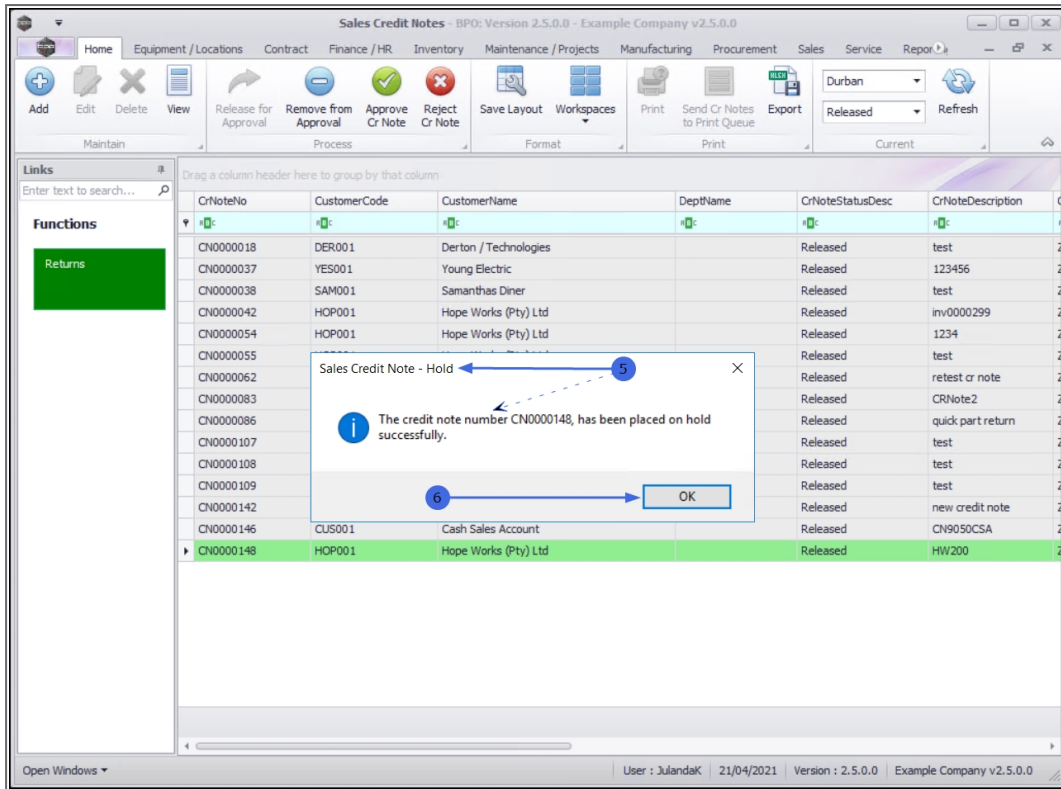 Sales Credit Notes - BPO: Version 2.5.0.0 - Example Company v2.5.0.0
Home Equipment / Locations Contract Finance / HR Inventory Maintenance / Projects Manufacturing Procurement Sales Service Repor
Add Edit Delete View Release for Approval Remove from Approval Approve Cr Note Reject Cr Note Save Layout Workspaces Print Send Cr Notes to Print Queue Export Durban Released Refresh
Maintain Process Format Print Current
Links
Enter text to search...
Functions
Returns
Drag a column header here to group by that column
CrNoteNo CustomerCode CustomerName DeptName CrNoteStatusDesc CrNoteDescription
CN0000018 DER001 Derton / Technologies Released test
CN0000037 YES001 Young Electric Released 123456
CN0000038 SAM001 Samanthas Diner Released test
CN0000042 HOP001 Hope Works (Pty) Ltd Released inv0000299
CN0000054 HOP001 Hope Works (Pty) Ltd Released 1234
CN0000055 Released test
CN0000062 Released retest cr note
CN0000083 Released CRNote2
CN0000086 Released quick part return
CN0000107 Released test
CN0000108 Released test
CN0000109 Released test
CN0000142 Released new credit note
CN0000146 CUS001 Cash Sales Account Released CN9050CSA
CN0000148 HOP001 Hope Works (Pty) Ltd Released HW200
Sales Credit Note - Hold 5
The credit note number CN0000148, has been placed on hold
successfully.
6 OK
Open Windows User : JulandaK 21/04/2021 Version : 2.5.0.0 Example Company v2.5.0.0